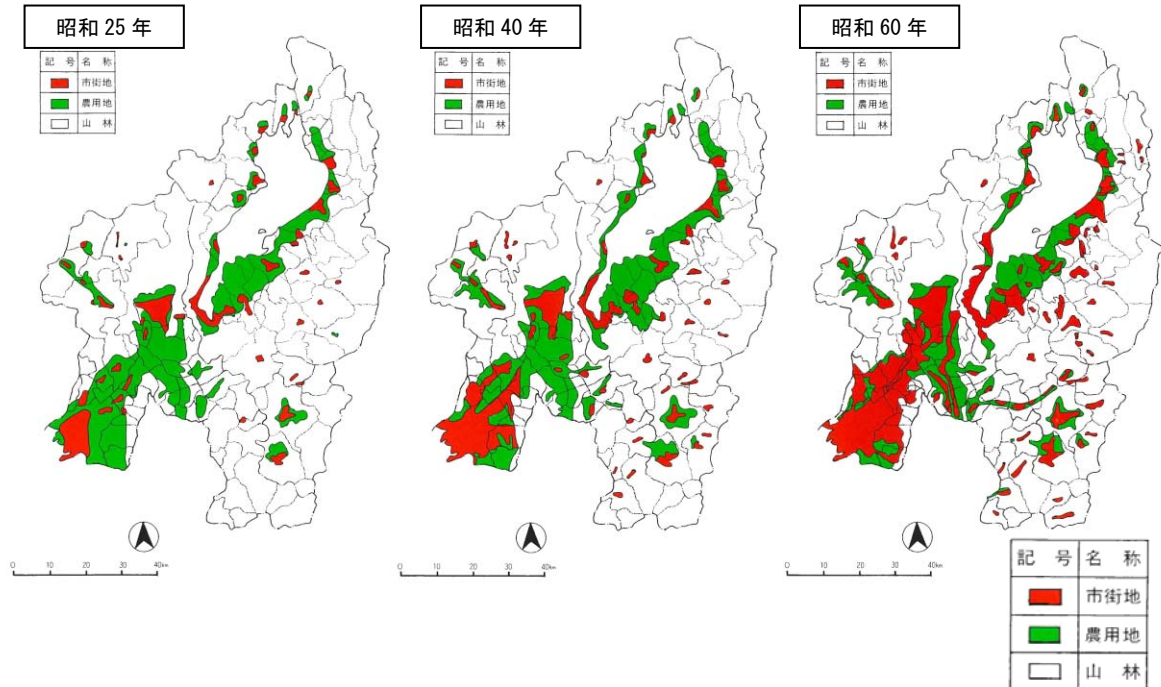 昭和 25 年
記 号 名 称
市街地
農用地
山 林
0 10 20 30 40km
昭和 40 年
記 号 名 称
市街地
農用地
山 林
0 10 20 30 40km
昭和 60 年
記 号 名 称
市街地
農用地
山 林
0 10 20 30 40km
記 号 名 称
市街地
農用地
山 林